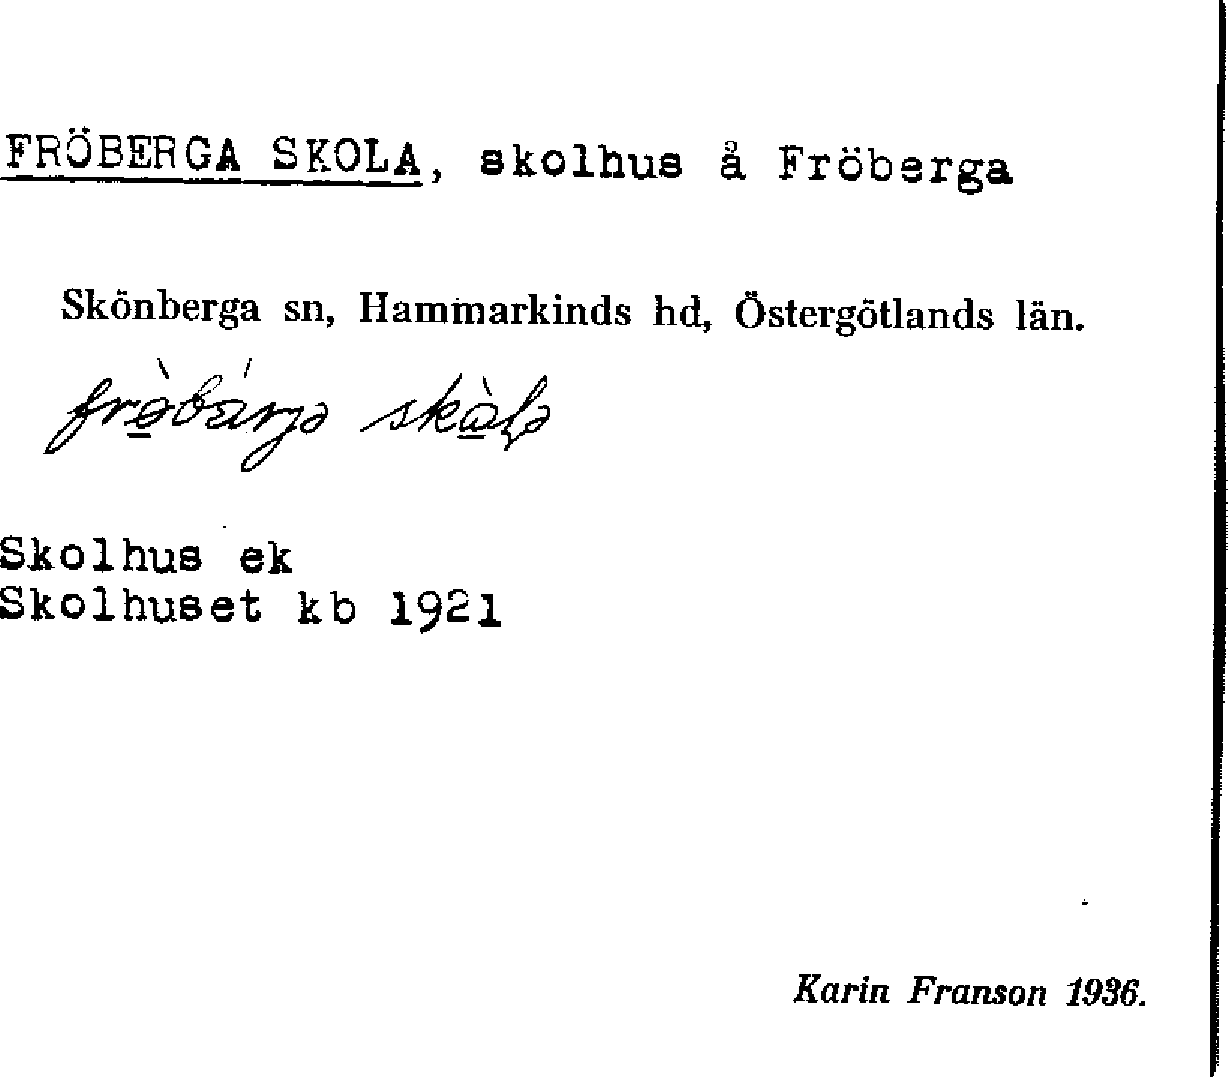 FRÖBERGA SKOLA, skolhus å Fröberga
Skönberga sn, Hammarkinds hd, Östergötlands län.
Skolhus ek
Skolhuset kb 1921
Karin Franson 1936.